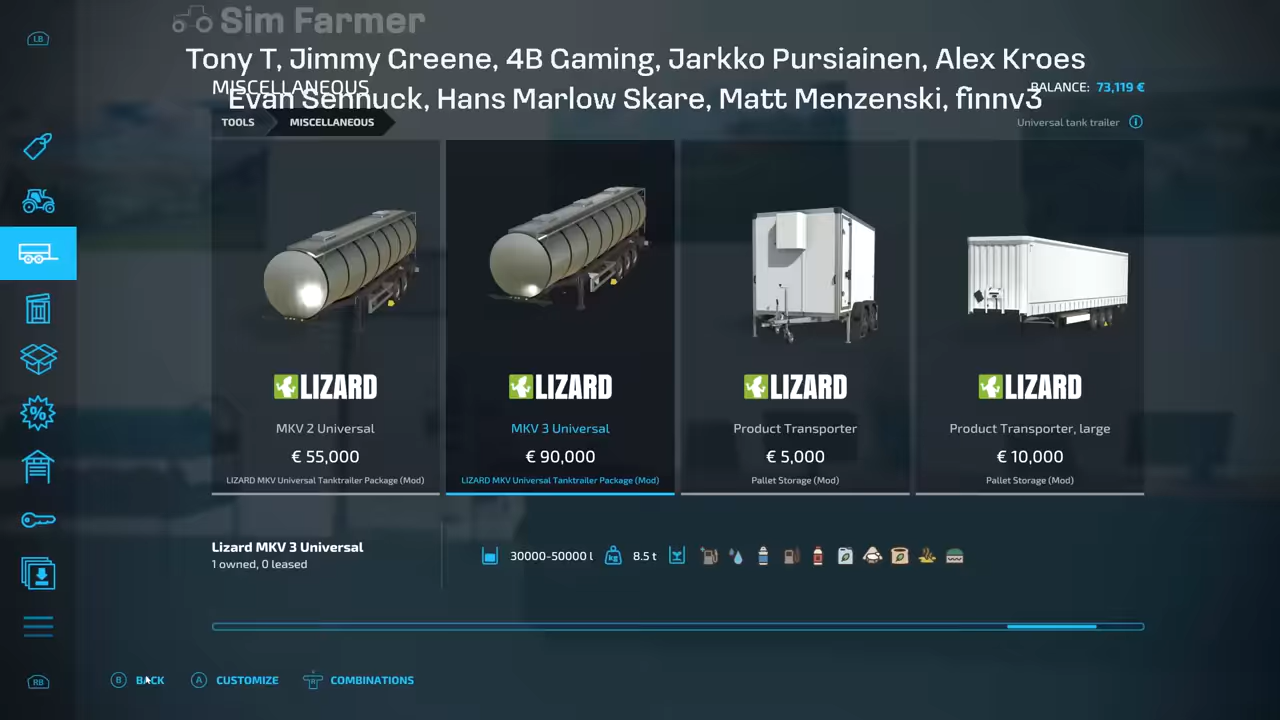 LB
Sim Farmer
Tony T, Jimmy Greene, 4B Gaming, Jarkko Pursiainen, Alex Kroes
MISCELLANEOUS
BALANCE: 73,119 €
Evan Sennuck, Hans Marlow Skare, Matt Menzenski, finnv3
TOOLS MISCELLANEOUS
Universal tank trailer
LIZARD LIZARD LIZARD LIZARD
MKV 2 Universal MKV 3 Universal Product Transporter Product Transporter, large
€ 55,000 € 90,000 € 5,000 € 10,000
LIZARD MKV Universal Tanktrailer Package (Mod) LIZARD MKV Universal Tanktrailer Package (Mod) Pallet Storage (Mod) Pallet Storage (Mod)
Lizard MKV 3 Universal
1 owned, 0 leased
30000-50000 l 8.5 t
RB
B BACK A CUSTOMIZE COMBINATIONS